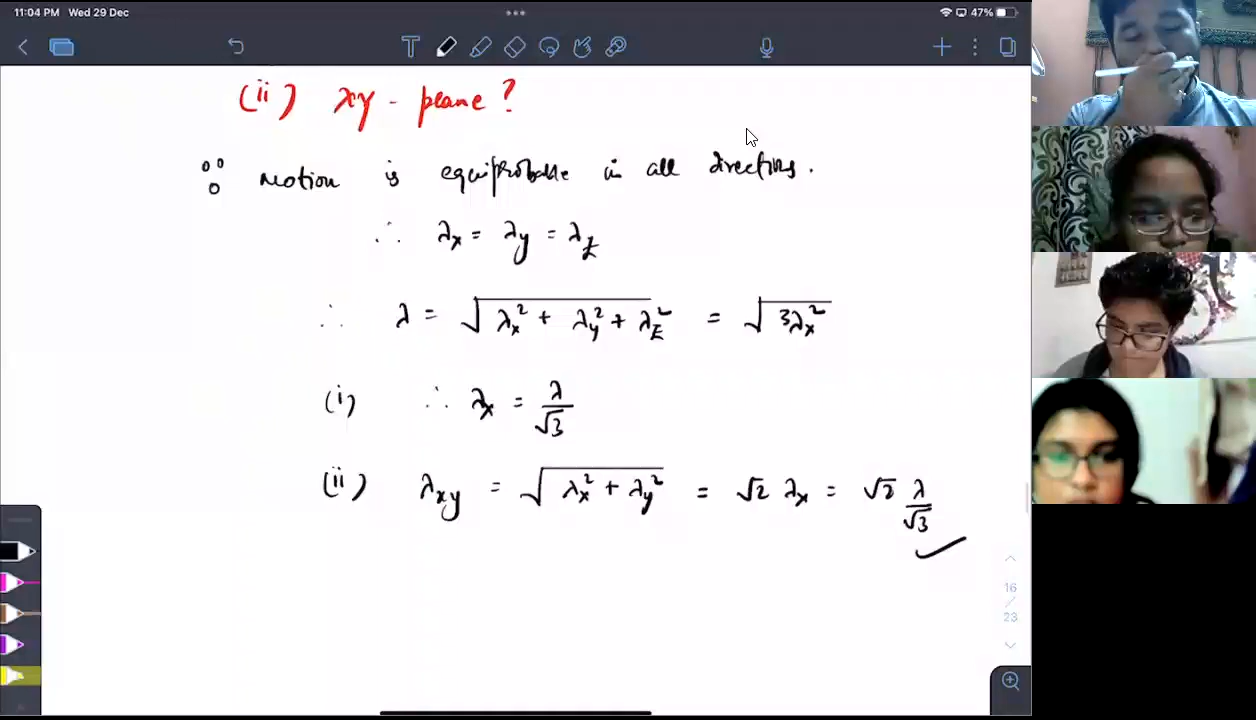 11:04 PM Wed 29 Dec
47%
(ii) xy - plane ?
∵ motion is equiprobable in all directions.
∴ λx = λy = λz
∴ λ = √(λx² + λy² + λz²) = √(3λx²)
(i) ∴ λx = λ/√3
(ii) λxy = √(λx² + λy²) = √2 λx = √2 λ/√3
16
/
23